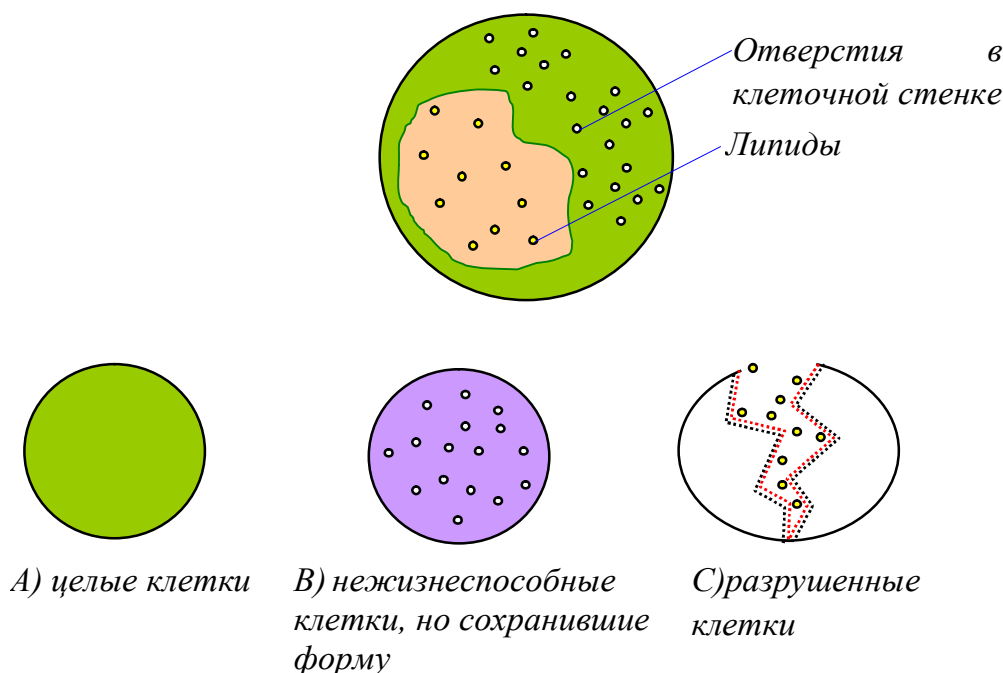 Отверстия в
клеточной стенке
Липиды
А) целые клетки
В) нежизнеспособные
клетки, но сохранившие
форму
С)разрушенные
клетки